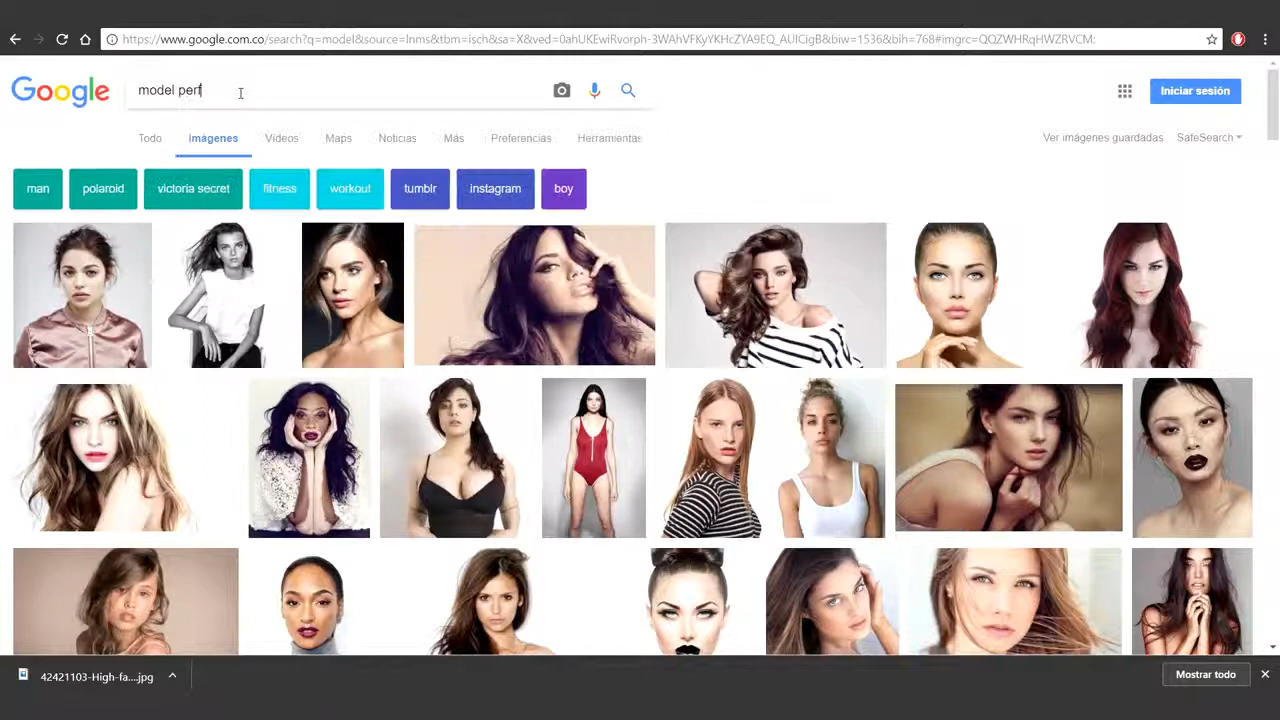 https://www.google.com.co/search?q=model&source=lnms&tbm=isch&sa=X&ved=0ahUKEwiRvorph-3WAhVFKyYKHcZYA9EQ_AUICigB&biw=1536&bih=768#imgrc=QQZWHRqHWZRVCM:
Google
model perf
Iniciar sesión
Todo Imágenes Vídeos Maps Noticias Más Preferencias Herramientas Ver imágenes guardadas SafeSearch
man polaroid victoria secret fitness workout tumblr instagram boy
42421103-High-fa....jpg Mostrar todo